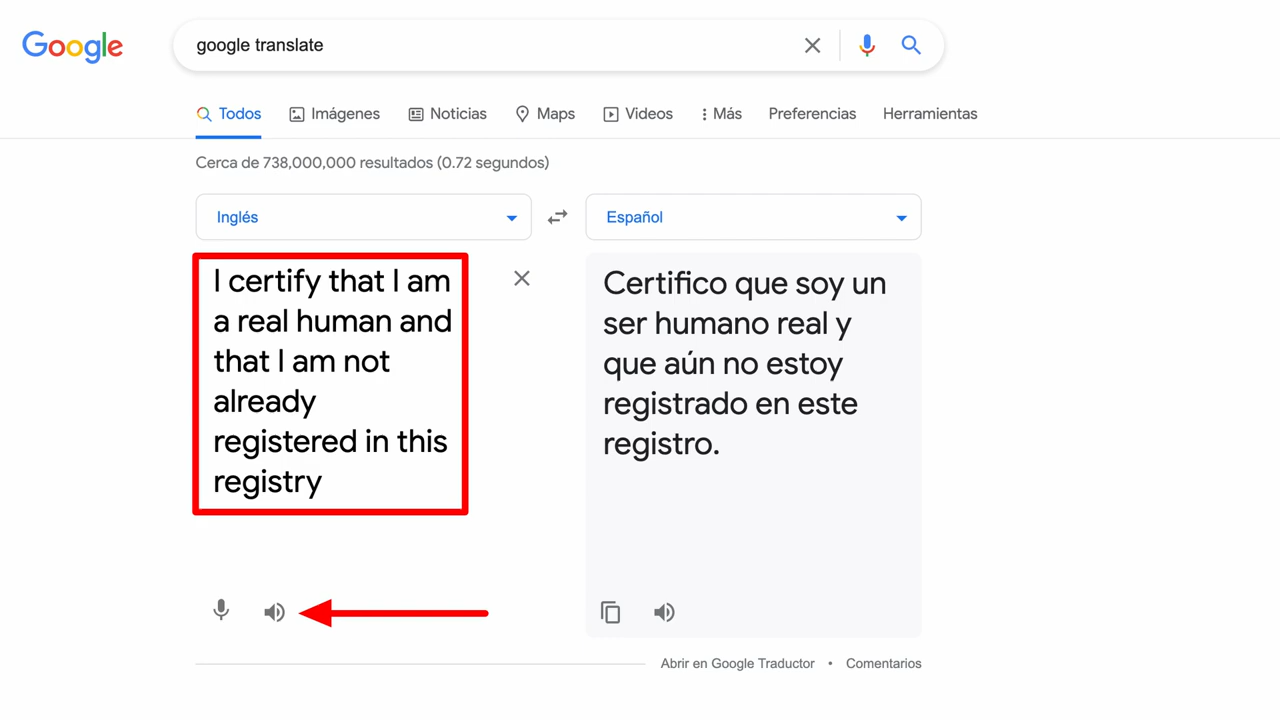 Google
google translate
Todos Imágenes Noticias Maps Videos Más Preferencias Herramientas
Cerca de 738,000,000 resultados (0.72 segundos)
Inglés
Español
I certify that I am
a real human and
that I am not
already
registered in this
registry
Certifico que soy un
ser humano real y
que aún no estoy
registrado en este
registro.
Abrir en Google Traductor • Comentarios